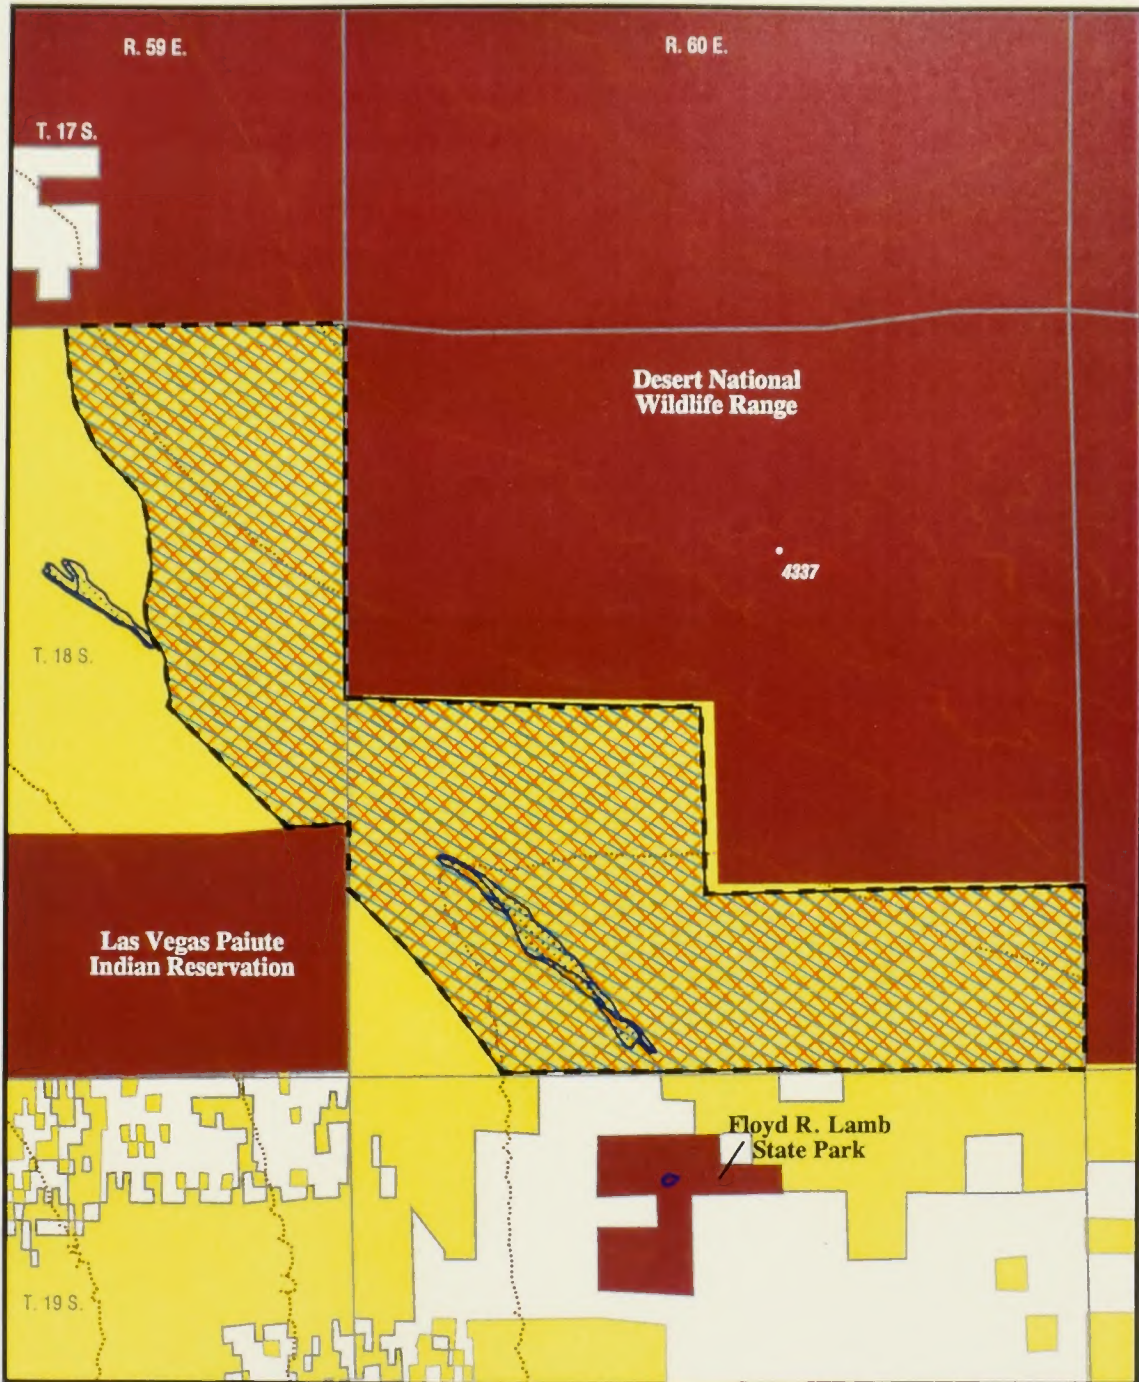 R. 59 E.
R. 60 E.
T. 17 S.
Desert National
Wildlife Range
4337
T. 18 S.
Las Vegas Paiute
Indian Reservation
Floyd R. Lamb
State Park
T. 19 S.